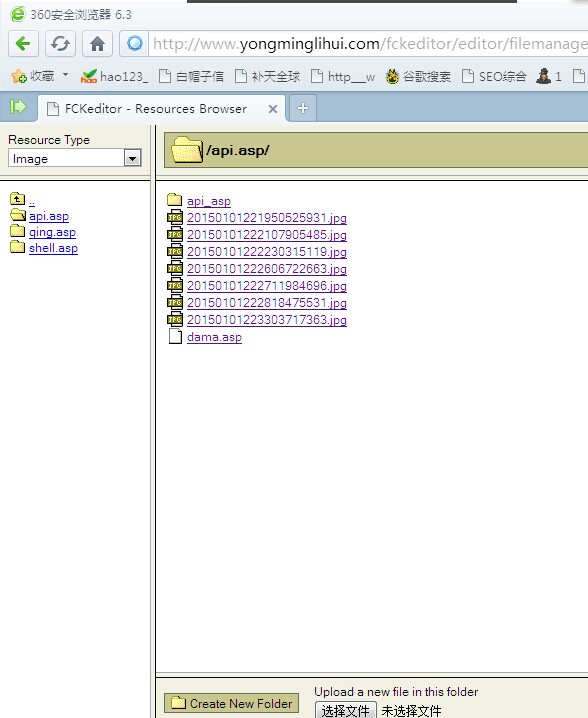 360安全浏览器 6.3
http://www.yongminglihui.com/fckeditor/editor/filemanage
收藏 hao123_ 白帽子信 补天全球 http___w 谷歌搜索 SEO综合 1
FCKeditor - Resources Browser
Resource Type
Image
/api.asp/
..
api.asp
qing.asp
shell.asp
api_asp
20150101221950525931.jpg
20150101222107905485.jpg
20150101222230315119.jpg
20150101222606722663.jpg
20150101222711984696.jpg
20150101222818475531.jpg
20150101223303717363.jpg
dama.asp
Create New Folder
Upload a new file in this folder
选择文件 未选择文件